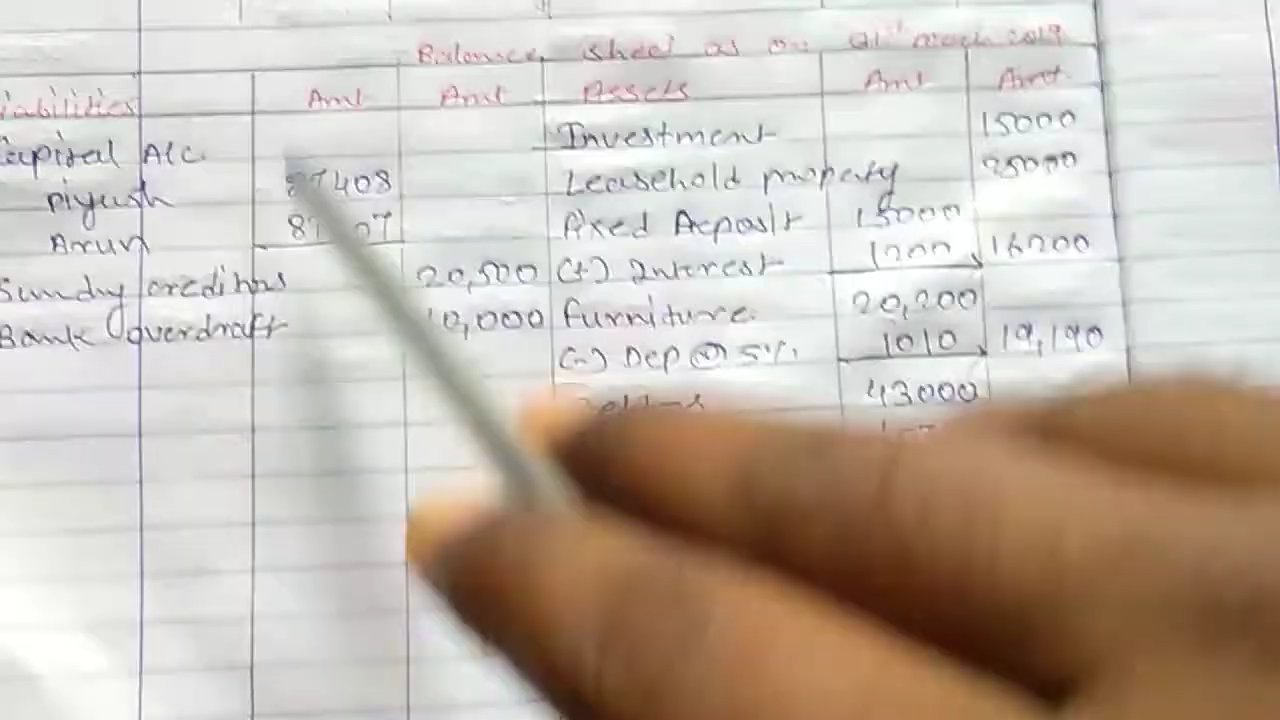 Balance sheet as on 31st march 2019
iabilities Amt Amt Assets Amt Amt
Capital A/c. Investment 15000
Piyush 87408 Leasehold property 25000
Arun Fixed Deposit 15000
Sundry creditors 20,500 (+) Interest 1200 16200
Bank overdraft 10,000 Furniture. 20,200
(-) Dep @ 5% 1010 19,190
43000